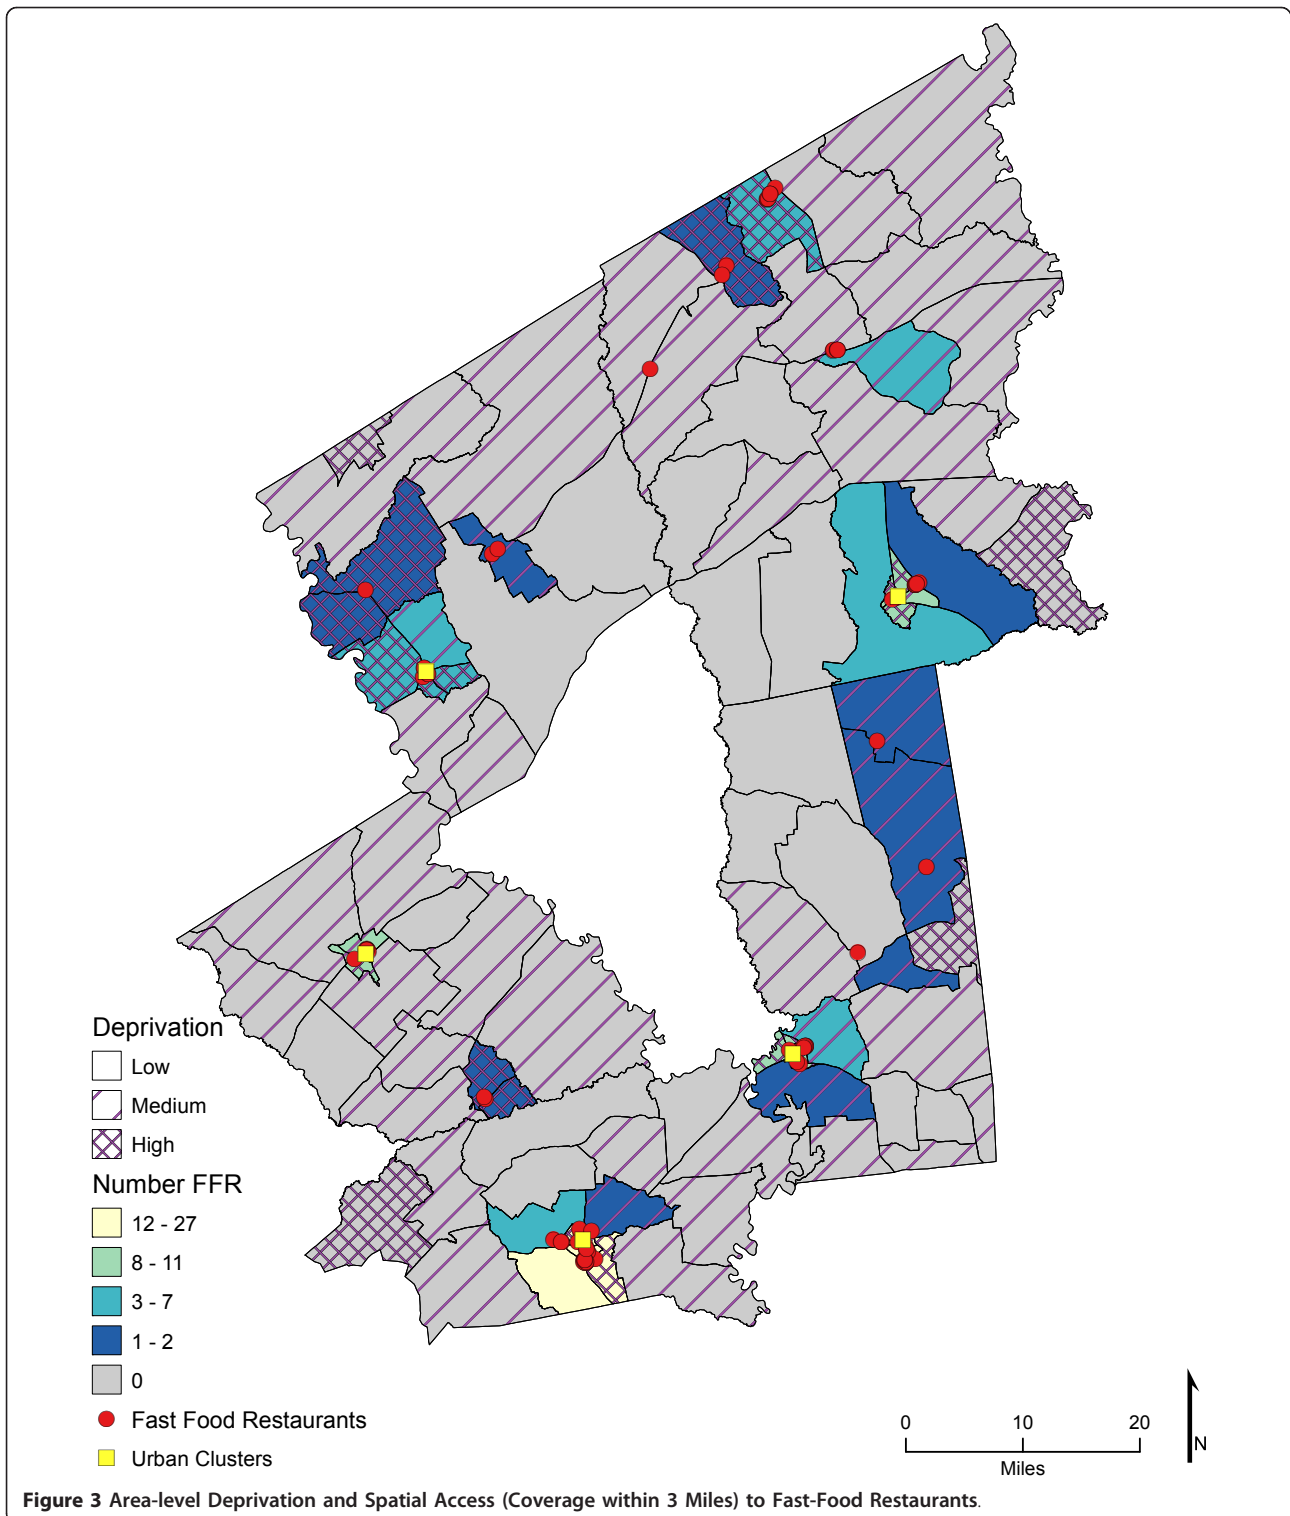 Deprivation
Low
Medium
High
Number FFR
12 - 27
8 - 11
3 - 7
1 - 2
0
Fast Food Restaurants
Urban Clusters
0 10 20
Miles
N
Figure 3 Area-level Deprivation and Spatial Access (Coverage within 3 Miles) to Fast-Food Restaurants.